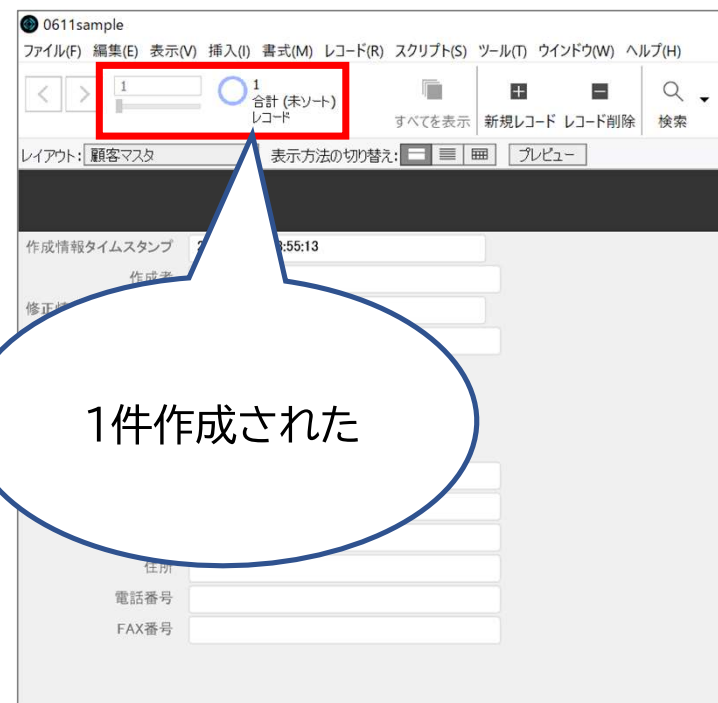 0611sample
ファイル(F) 編集(E) 表示(V) 挿入(I) 書式(M) レコード(R) スクリプト(S) ツール(T) ウインドウ(W) ヘルプ(H)
1
1
合計 (未ソート)
レコード
すべてを表示 新規レコード レコード削除 検索
レイアウト: 顧客マスタ 表示方法の切り替え: プレビュー
作成情報タイムスタンプ :55:13
作成者
1件作成された
住所
電話番号
FAX番号